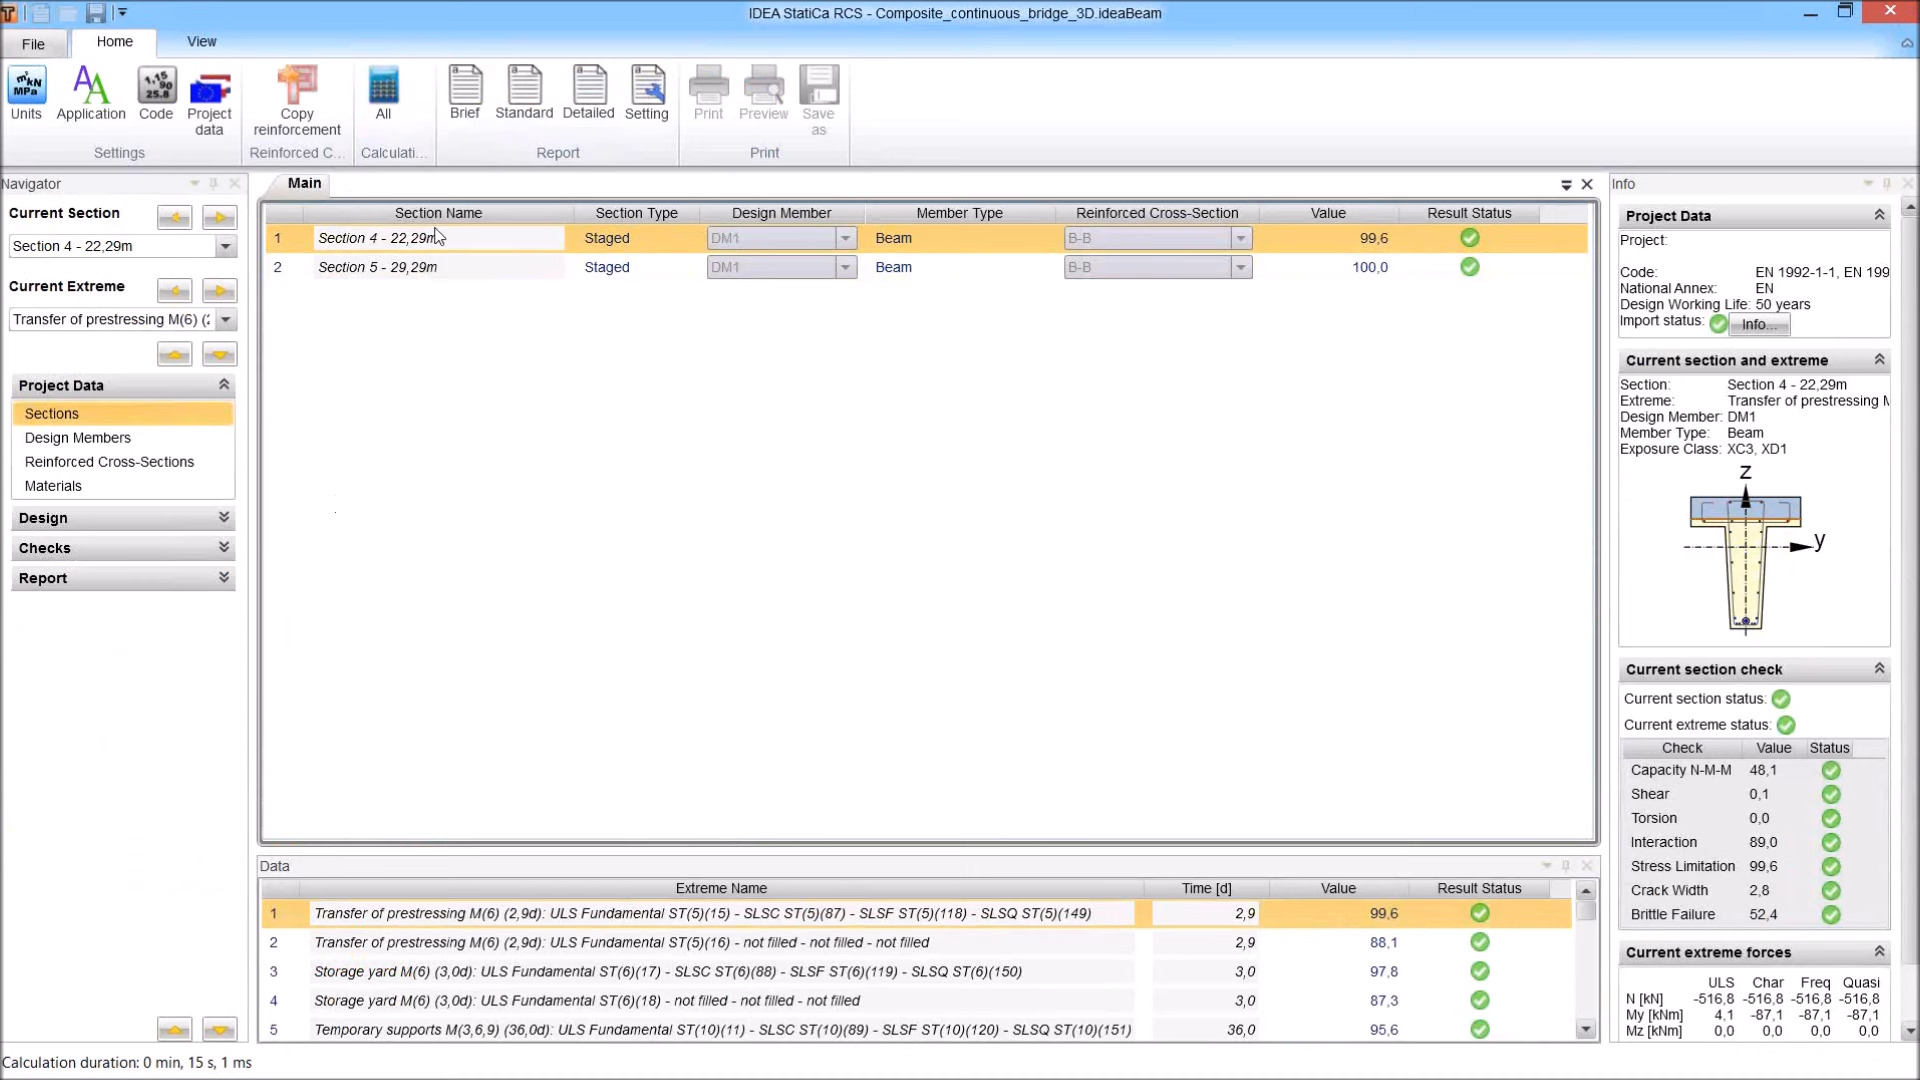 IDEA StatiCa RCS - Composite_continuous_bridge_3D.ideaBeam
File Home View
m² kN MPa
1,15 90 25.8
Units Application Code Project data Copy reinforcement All Brief Standard Detailed Setting Print Preview Save as
Settings Reinforced C... Calculati... Report Print
Navigator
Current Section
Section 4 - 22,29m
Current Extreme
Transfer of prestressing M(6) (2
Project Data
Sections
Design Members
Reinforced Cross-Sections
Materials
Design
Checks
Report
Main
Section Name Section Type Design Member Member Type Reinforced Cross-Section Value Result Status
1 Section 4 - 22,29m Staged DM1 Beam B-B 99,6
2 Section 5 - 29,29m Staged DM1 Beam B-B 100,0
Data
Extreme Name Time [d] Value Result Status
1 Transfer of prestressing M(6) (2,9d): ULS Fundamental ST(5)(15) - SLSC ST(5)(87) - SLSF ST(5)(118) - SLSQ ST(5)(149) 2,9 99,6
2 Transfer of prestressing M(6) (2,9d): ULS Fundamental ST(5)(16) - not filled - not filled - not filled 2,9 88,1
3 Storage yard M(6) (3,0d): ULS Fundamental ST(6)(17) - SLSC ST(6)(88) - SLSF ST(6)(119) - SLSQ ST(6)(150) 3,0 97,8
4 Storage yard M(6) (3,0d): ULS Fundamental ST(6)(18) - not filled - not filled - not filled 3,0 87,3
5 Temporary supports M(3,6,9) (36,0d): ULS Fundamental ST(10)(11) - SLSC ST(10)(89) - SLSF ST(10)(120) - SLSQ ST(10)(151) 36,0 95,6
Info
Project Data
Project:
Code: EN 1992-1-1, EN 199
National Annex: EN
Design Working Life: 50 years
Import status: Info...
Current section and extreme
Section: Section 4 - 22,29m
Extreme: Transfer of prestressing M
Design Member: DM1
Member Type: Beam
Exposure Class: XC3, XD1
z
y
Current section check
Current section status:
Current extreme status:
Check Value Status
Capacity N-M-M 48,1
Shear 0,1
Torsion 0,0
Interaction 89,0
Stress Limitation 99,6
Crack Width 2,8
Brittle Failure 52,4
Current extreme forces
ULS Char Freq Quasi
N [kN] -516,8 -516,8 -516,8 -516,8
My [kNm] 4,1 -87,1 -87,1 -87,1
Mz [kNm] 0,0 0,0 0,0 0,0
Calculation duration: 0 min, 15 s, 1 ms